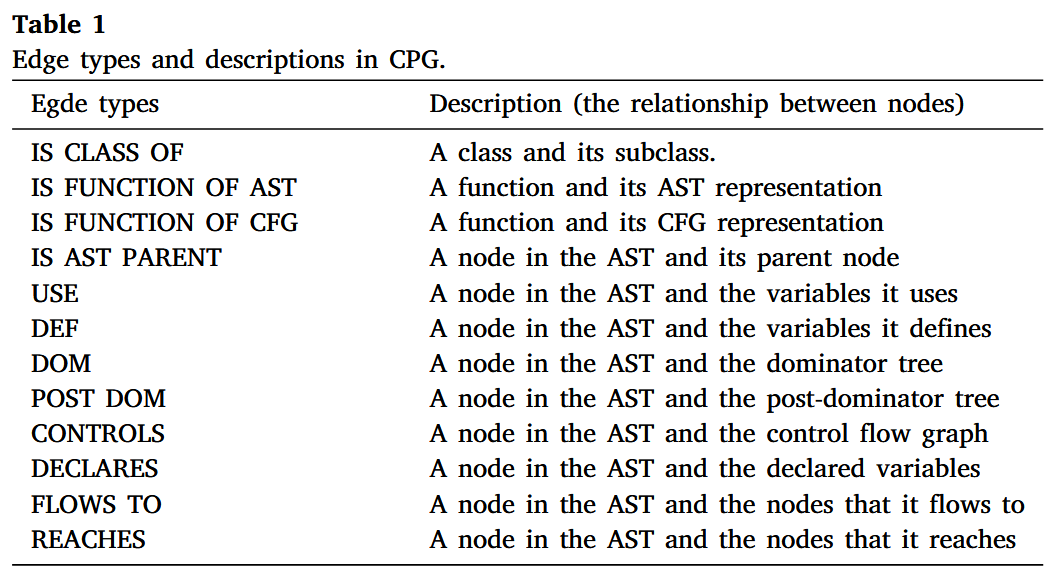 Table 1
Edge types and descriptions in CPG.
Egde types Description (the relationship between nodes)
IS CLASS OF A class and its subclass.
IS FUNCTION OF AST A function and its AST representation
IS FUNCTION OF CFG A function and its CFG representation
IS AST PARENT A node in the AST and its parent node
USE A node in the AST and the variables it uses
DEF A node in the AST and the variables it defines
DOM A node in the AST and the dominator tree
POST DOM A node in the AST and the post-dominator tree
CONTROLS A node in the AST and the control flow graph
DECLARES A node in the AST and the declared variables
FLOWS TO A node in the AST and the nodes that it flows to
REACHES A node in the AST and the nodes that it reaches